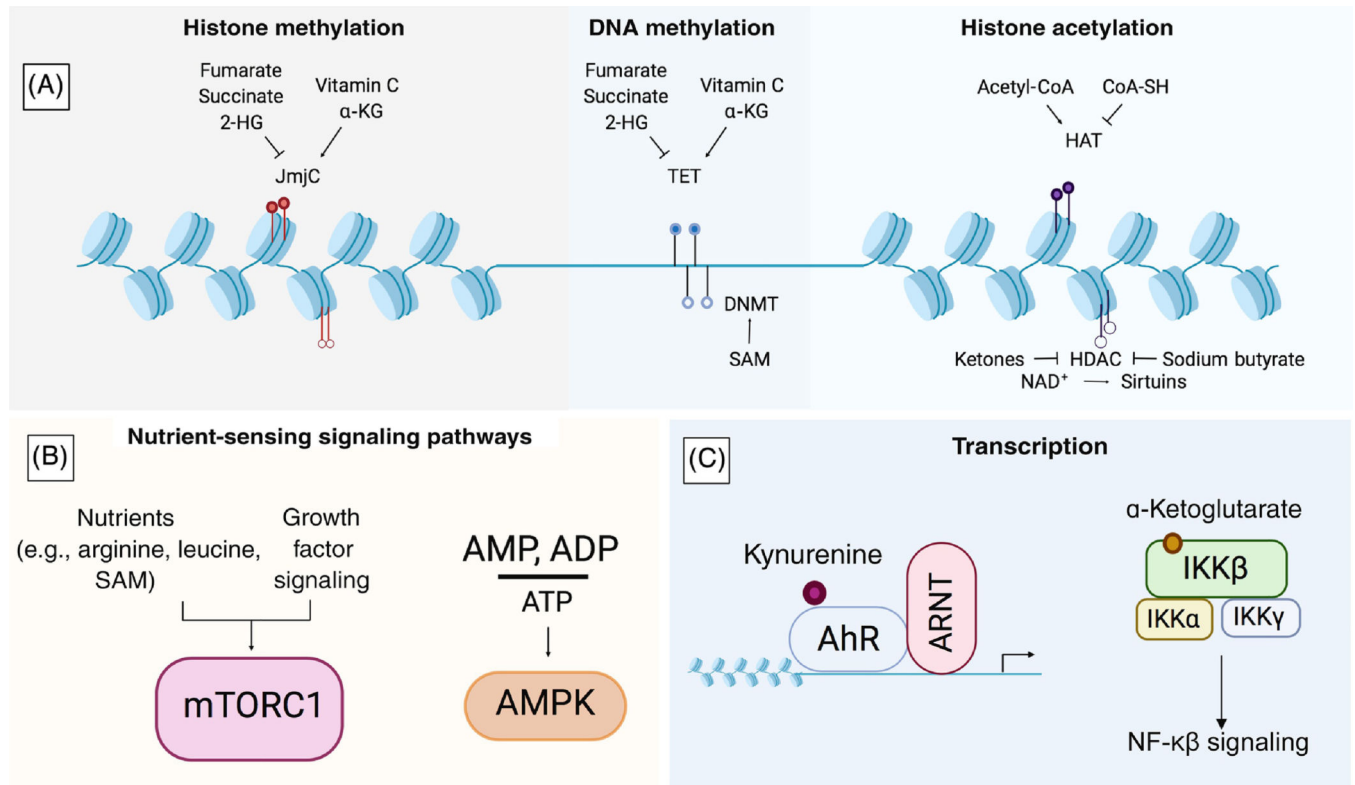 (A)
Histone methylation
Fumarate
Succinate
2-HG
Vitamin C
α-KG
JmjC
DNA methylation
Fumarate
Succinate
2-HG
Vitamin C
α-KG
TET
DNMT
SAM
Histone acetylation
Acetyl-CoA
CoA-SH
HAT
Ketones
HDAC
Sodium butyrate
NAD⁺
Sirtuins
(B)
Nutrient-sensing signaling pathways
Nutrients
(e.g., arginine, leucine,
SAM)
Growth
factor
signaling
mTORC1
AMP, ADP
ATP
AMPK
(C)
Transcription
Kynurenine
AhR
ARNT
α-Ketoglutarate
IKKβ
IKKα
IKKγ
NF-κβ signaling